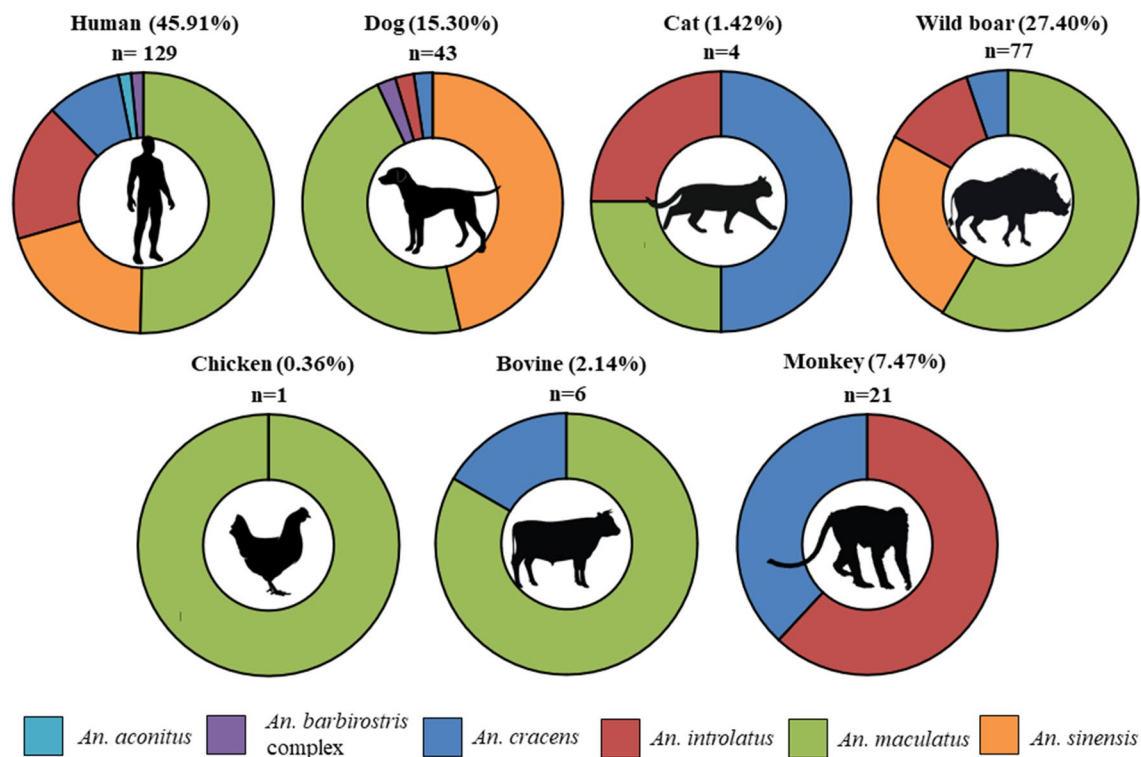 Human (45.91%)
n= 129
Dog (15.30%)
n=43
Cat (1.42%)
n=4
Wild boar (27.40%)
n=77
Chicken (0.36%)
n=1
Bovine (2.14%)
n=6
Monkey (7.47%)
n=21
An. aconitus
An. barbirostris
complex
An. cracens
An. introlatus
An. maculatus
An. sinensis